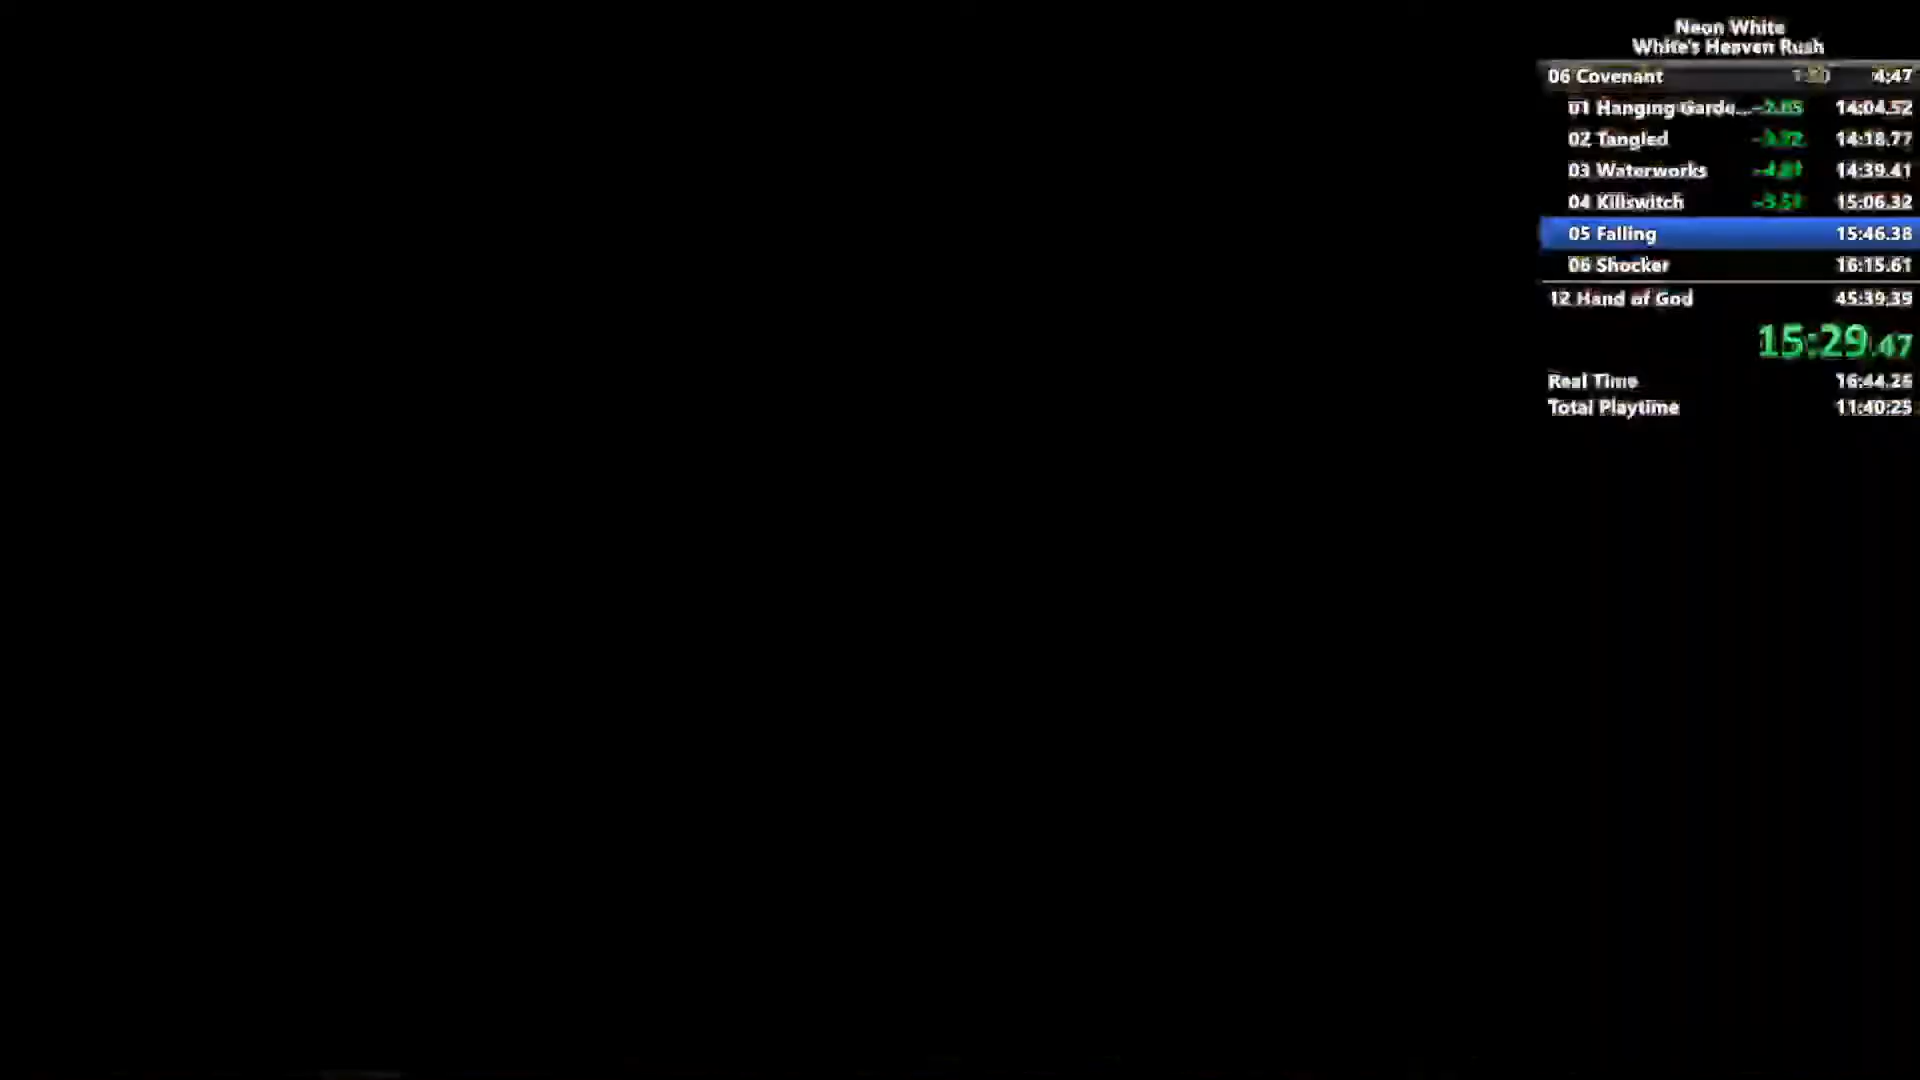 Neon White
White's Heaven Rush
06 Covenant 4:47
01 Hanging Garde... 14:04.52
02 Tangled 14:18.77
03 Waterworks 14:39.41
04 Killswitch 15:06.32
05 Falling 15:46.38
06 Shocker 16:15.61
12 Hand of God 45:39.39
15:29.47
Real Time 16:44.26
Total Playtime 11:40:25